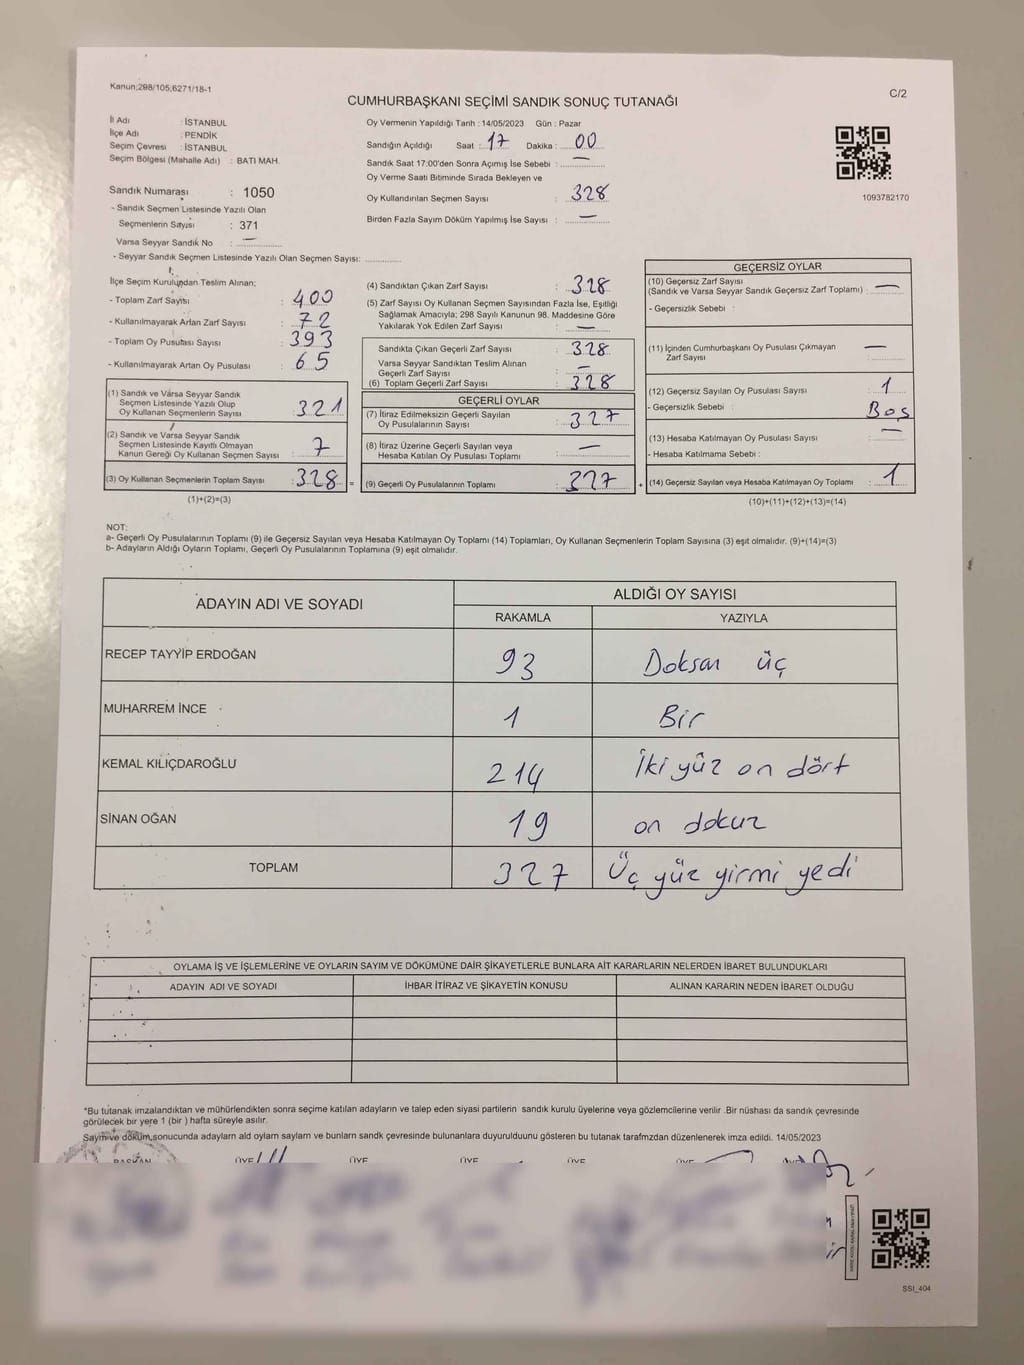 Kanun;298/105,6271/18-1
C/2
CUMHURBAŞKANI SEÇİMİ SANDIK SONUÇ TUTANAĞI
İl Adı : İSTANBUL
İlçe Adı : PENDİK
Seçim Çevresi : İSTANBUL
Seçim Bölgesi (Mahalle Adı) : BATI MAH.
Sandık Numarası : 1050
- Sandık Seçmen Listesinde Yazılı Olan
Seçmenlerin Sayısı : 371
Varsa Seyyar Sandık No : —
- Seyyar Sandık Seçmen Listesinde Yazılı Olan Seçmen Sayısı:
Oy Vermenin Yapıldığı Tarih : 14/05/2023 Gün : Pazar
Sandığın Açıldığı Saat : 17 Dakika : 00
Sandık Saat 17:00'den Sonra Açımış İse Sebebi : —
Oy Verme Saati Bitiminde Sırada Bekleyen ve
Oy Kullandırılan Seçmen Sayısı : 328
Birden Fazla Sayım Döküm Yapılmış İse Sayısı : —
1093782170
İlçe Seçim Kurulundan Teslim Alınan;
- Toplam Zarf Sayısı : 400
- Kullanılmayarak Artan Zarf Sayısı : 72
- Toplam Oy Pusulası Sayısı : 393
- Kullanılmayarak Artan Oy Pusulası : 65
(1) Sandık ve Varsa Seyyar Sandık
Seçmen Listesinde Yazılı Olup
Oy Kullanan Seçmenlerin Sayısı : 321
(2) Sandık ve Varsa Seyyar Sandık
Seçmen Listesinde Kayıtlı Olmayan
Kanun Gereği Oy Kullanan Seçmen Sayısı : 7
(3) Oy Kullanan Seçmenlerin Toplam Sayısı : 328 =
(1)+(2)=(3)
(4) Sandıktan Çıkan Zarf Sayısı : 328
(5) Zarf Sayısı Oy Kullanan Seçmen Sayısından Fazla İse, Eşitliği
Sağlamak Amacıyla; 298 Sayılı Kanunun 98. Maddesine Göre
Yakılarak Yok Edilen Zarf Sayısı : —
Sandıkta Çıkan Geçerli Zarf Sayısı : 328
Varsa Seyyar Sandıktan Teslim Alınan
Geçerli Zarf Sayısı : —
(6) Toplam Geçerli Zarf Sayısı : 328
GEÇERLİ OYLAR
(7) İtiraz Edilmeksizin Geçerli Sayılan
Oy Pusulalarının Sayısı : 327
(8) İtiraz Üzerine Geçerli Sayılan veya
Hesaba Katılan Oy Pusulası Toplamı : —
(9) Geçerli Oy Pusulalarının Toplamı : 327 +
GEÇERSİZ OYLAR
(10) Geçersiz Zarf Sayısı
(Sandık ve Varsa Seyyar Sandık Geçersiz Zarf Toplamı) : —
- Geçersizlik Sebebi :
(11) İçinden Cumhurbaşkanı Oy Pusulası Çıkmayan
Zarf Sayısı : —
(12) Geçersiz Sayılan Oy Pusulası Sayısı : 1
- Geçersizlik Sebebi : Boş
(13) Hesaba Katılmayan Oy Pusulası Sayısı : —
- Hesaba Katılmama Sebebi :
(14) Geçersiz Sayılan veya Hesaba Katılmayan Oy Toplamı : 1
(10)+(11)+(12)+(13)=(14)
NOT:
a- Geçerli Oy Pusulalarının Toplamı (9) ile Geçersiz Sayılan veya Hesaba Katılmayan Oy Toplamı (14) Toplamları, Oy Kullanan Seçmenlerin Toplam Sayısına (3) eşit olmalıdır. (9)+(14)=(3)
b- Adayların Aldığı Oyların Toplamı, Geçerli Oy Pusulalarının Toplamına (9) eşit olmalıdır.
ADAYIN ADI VE SOYADI
ALDIĞI OY SAYISI
RAKAMLA YAZIYLA
RECEP TAYYİP ERDOĞAN 93 Doksan üç
MUHARREM İNCE 1 Bir
KEMAL KILIÇDAROĞLU 214 İki yüz on dört
SİNAN OĞAN 19 on dokuz
TOPLAM 327 Üç yüz yirmi yedi
OYLAMA İŞ VE İŞLEMLERİNE VE OYLARIN SAYIM VE DÖKÜMÜNE DAİR ŞİKAYETLERLE BUNLARA AİT KARARLARIN NELERDEN İBARET BULUNDUKLARI
ADAYIN ADI VE SOYADI İHBAR İTİRAZ VE ŞİKAYETİN KONUSU ALINAN KARARIN NEDEN İBARET OLDUĞU
*Bu tutanak imzalandıktan ve mühürlendikten sonra seçime katılan adayların ve talep eden siyasi partilerin sandık kurulu üyelerine veya gözlemcilerine verilir .Bir nüshası da sandık çevresinde
görülecek bir yere 1 (bir ) hafta süreyle asılır.
Sayım ve döküm sonucunda adaylarn ald oylarn saylarn ve bunlarn sandk çevresinde bulunanlara duyurulduunu gösteren bu tutanak tarafmzdan düzenlenerek imza edildi. 14/05/2023
BAŞKAN ÜYE ÜYE ÜYE ÜYE ÜYE
SSI_404